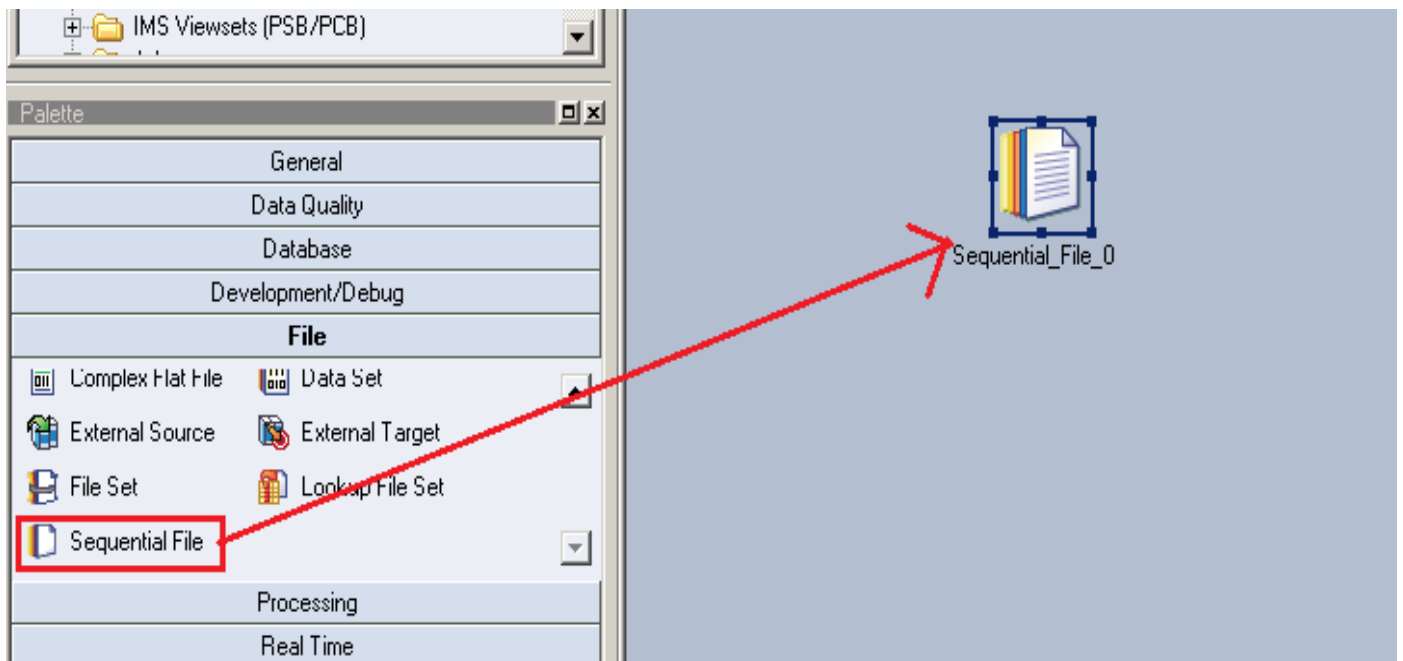 IMS Viewsets (PSB/PCB)
Palette
General
Data Quality
Database
Development/Debug
File
Complex Flat File
Data Set
External Source
External Target
File Set
Lookup File Set
Sequential File
Processing
Real Time
Sequential_File_0